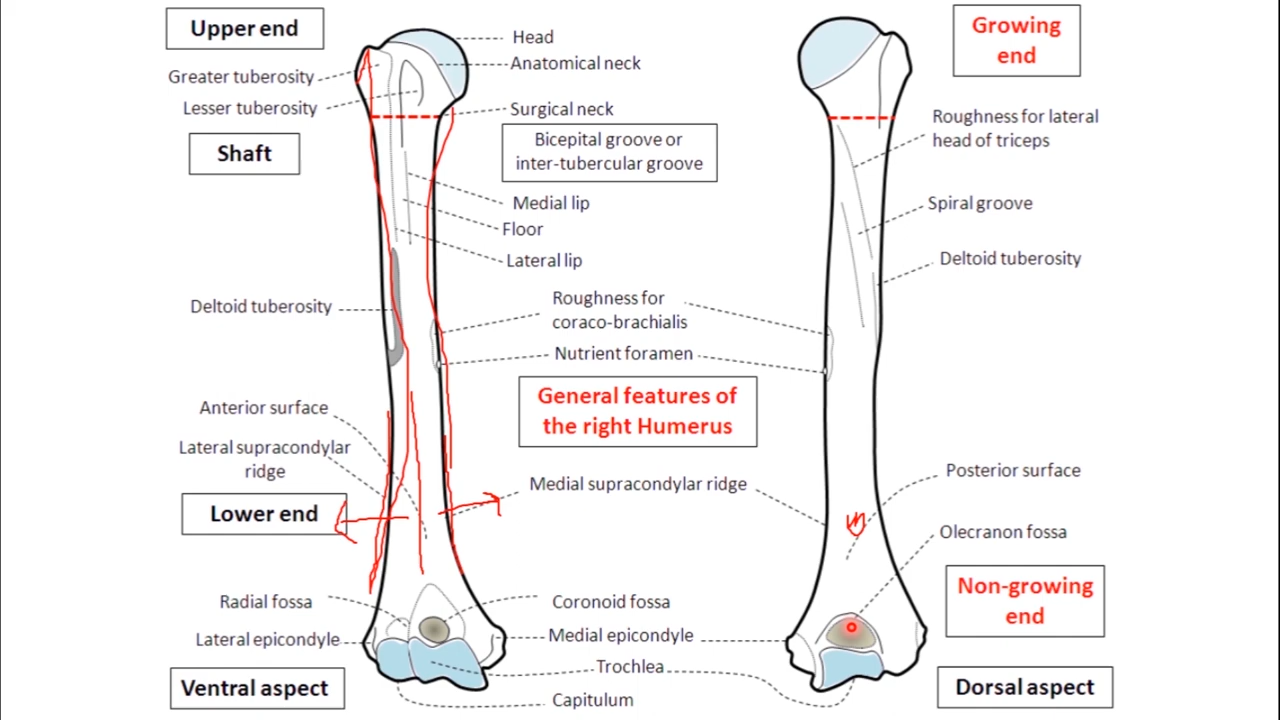 Upper end
Head
Growing
end
Anatomical neck
Greater tuberosity
Lesser tuberosity
Surgical neck
Roughness for lateral
head of triceps
Shaft
Bicepital groove or
inter-tubercular groove
Medial lip
Spiral groove
Floor
Lateral lip
Deltoid tuberosity
Deltoid tuberosity
Roughness for
coraco-brachialis
Nutrient foramen
General features of
the right Humerus
Anterior surface
Lateral supracondylar
ridge
Posterior surface
Medial supracondylar ridge
Lower end
Olecranon fossa
Non-growing
end
Radial fossa
Coronoid fossa
Lateral epicondyle
Medial epicondyle
Trochlea
Ventral aspect
Capitulum
Dorsal aspect